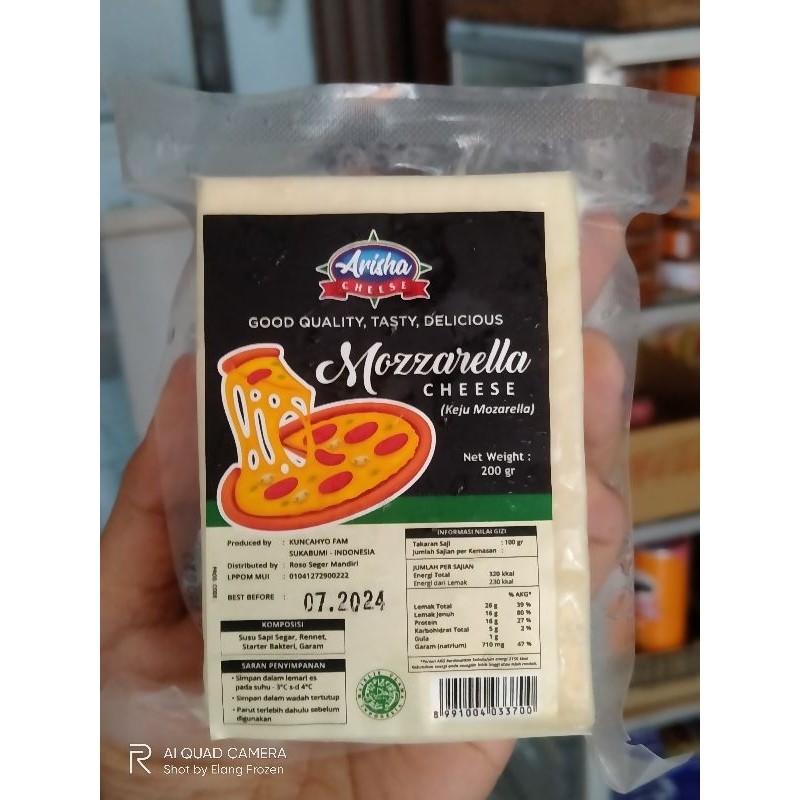 Arisha
CHEESE
GOOD QUALITY, TASTY, DELICIOUS
Mozzarella
CHEESE
(Keju Mozarella)
Net Weight :
200 gr
Produced by : KUNCAHYO FAM
SUKABUMI - INDONESIA
Distributed by : Roso Seger Mandiri
LPPOM MUI : 01041272900222
PROD. CODE
BEST BEFORE : 07.2024
KOMPOSISI
Susu Sapi Segar, Rennet,
Starter Bakteri, Garam
SARAN PENYIMPANAN
• Simpan dalam lemari es
pada suhu - 3°C s-d 4°C
• Simpan dalam wadah tertutup
• Parut terlebih dahulu sebelum
digunakan
INFORMASI NILAI GIZI
Takaran Saji : 100 gr
Jumlah Sajian per Kemasan :
JUMLAH PER SAJIAN
Energi Total 320 kkal
Energi dari Lemak 230 kkal
% AKG*
Lemak Total 26 g 39 %
Lemak Jenuh 16 g 80 %
Protein 16 g 27 %
Karbohidrat Total 5 g 2 %
Gula 1 g
Garam (natrium) 710 mg 47 %
8 991004 033700
AI QUAD CAMERA
Shot by Elang Frozen